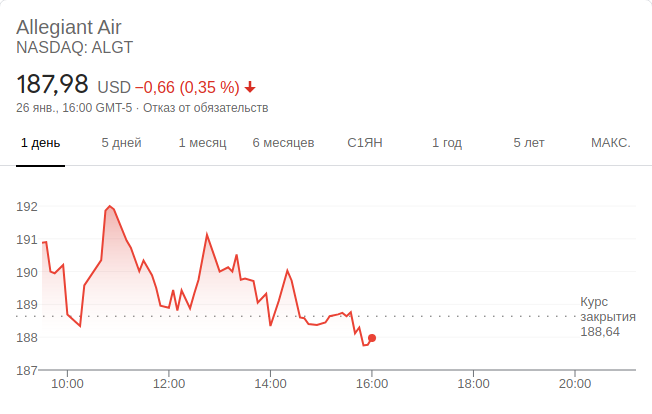 Allegiant Air
NASDAQ: ALGT
187,98 USD −0,66 (0,35 %)
26 янв., 16:00 GMT-5 · Отказ от обязательств
1 день 5 дней 1 месяц 6 месяцев С1ЯН 1 год 5 лет МАКС.
192
191
190
189
188
187
Курс
закрытия
188,64
10:00 12:00 14:00 16:00 18:00 20:00